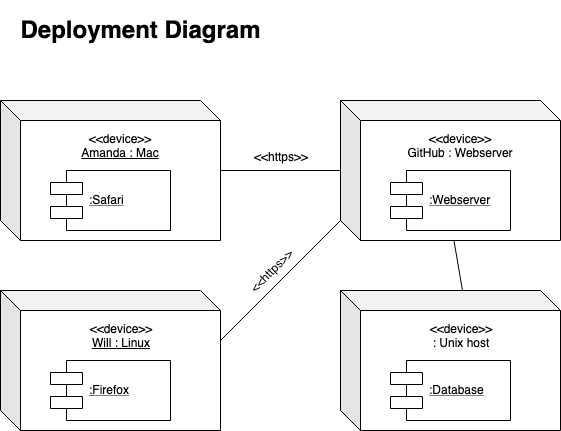 Deployment Diagram
<<device>>
Amanda : Mac
:Safari
<<https>>
<<device>>
GitHub : Webserver
:Webserver
<<https>>
<<device>>
Will : Linux
:Firefox
<<device>>
: Unix host
:Database